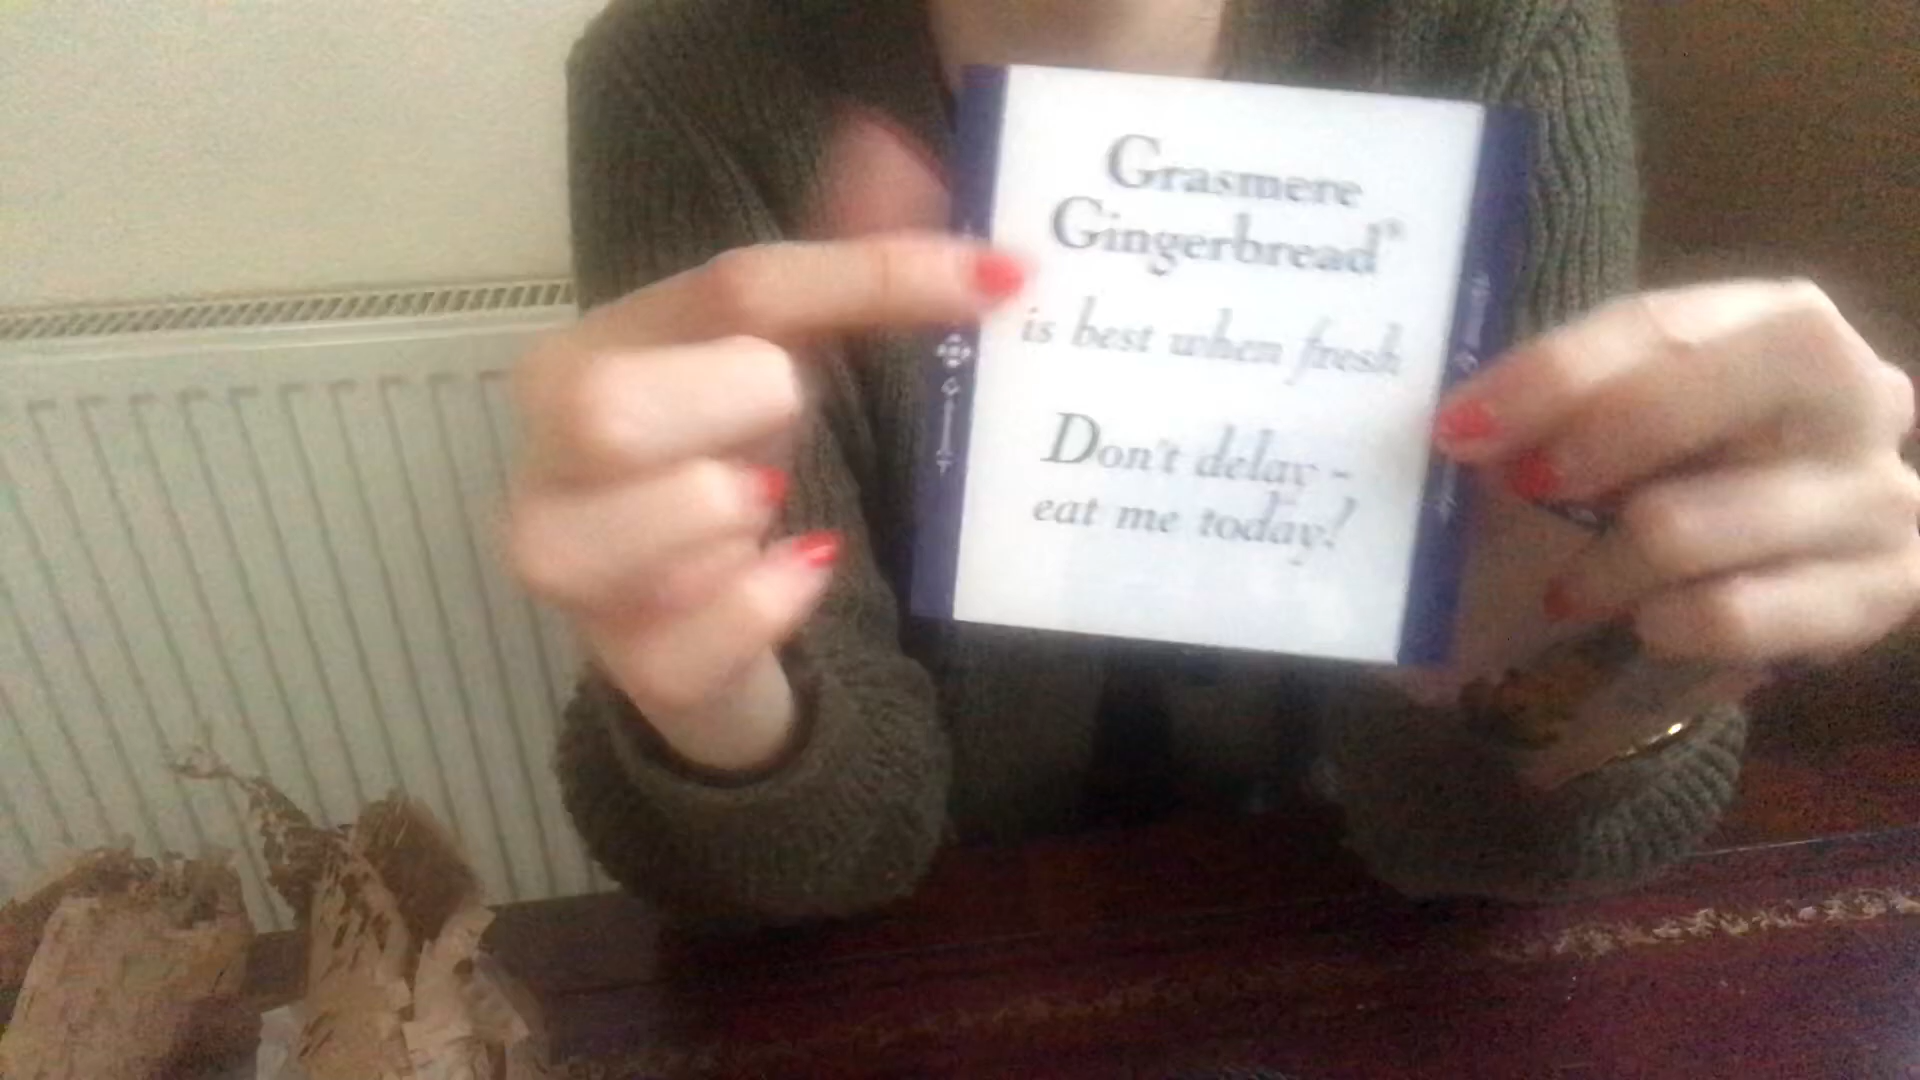 Grasmere
Gingerbread®
is best when fresh
Don't delay -
eat me today!